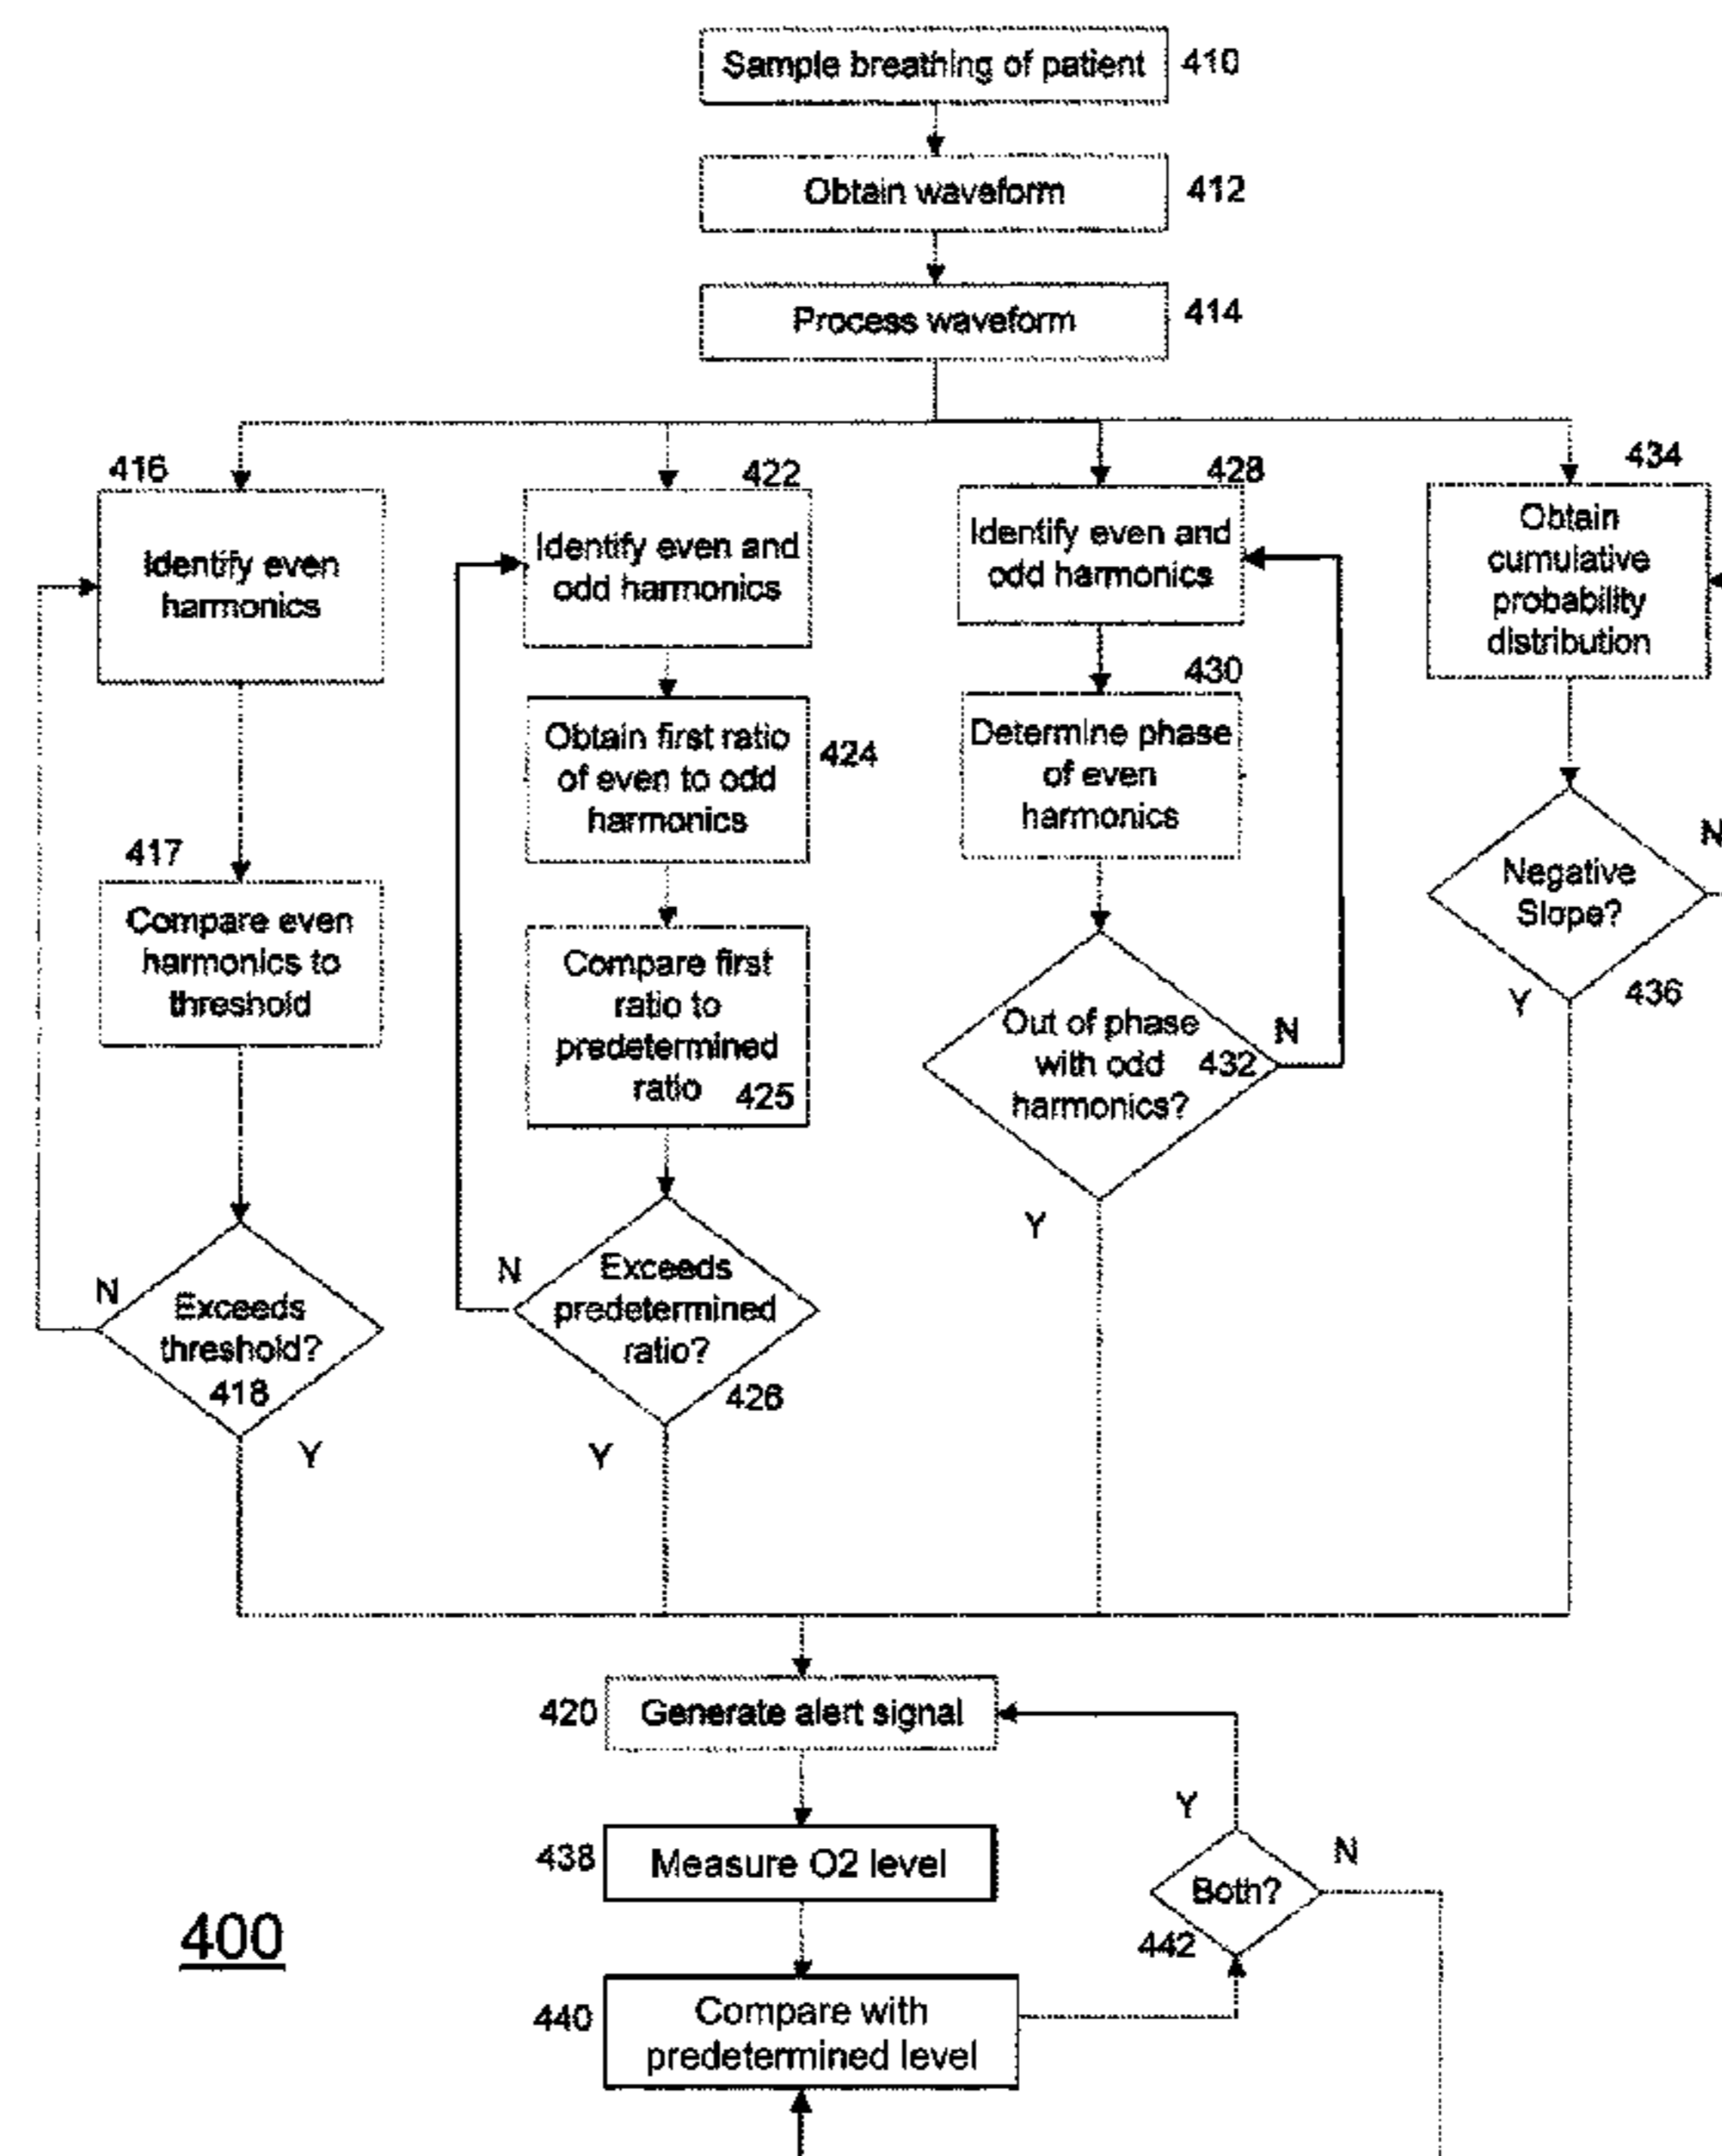 Sample breathing of patient 410
Obtain waveform 412
Process waveform 414
416
Identify even
harmonics
417
Compare even
harmonics to
threshold
N
Exceeds
threshold?
418
Y
422
Identify even and
odd harmonics
Obtain first ratio
of even to odd
harmonics
424
Compare first
ratio to
predetermined
ratio 425
N
Exceeds
predetermined
ratio?
426
Y
428
Identify even and
odd harmonics
430
Determine phase
of even
harmonics
Out of phase
with odd
harmonics?
432
N
Y
434
Obtain
cumulative
probability
distribution
N
Negative
Slope?
436
Y
420 Generate alert signal
438 Measure O2 level
440 Compare with
predetermined level
Y
N
Both?
442
400